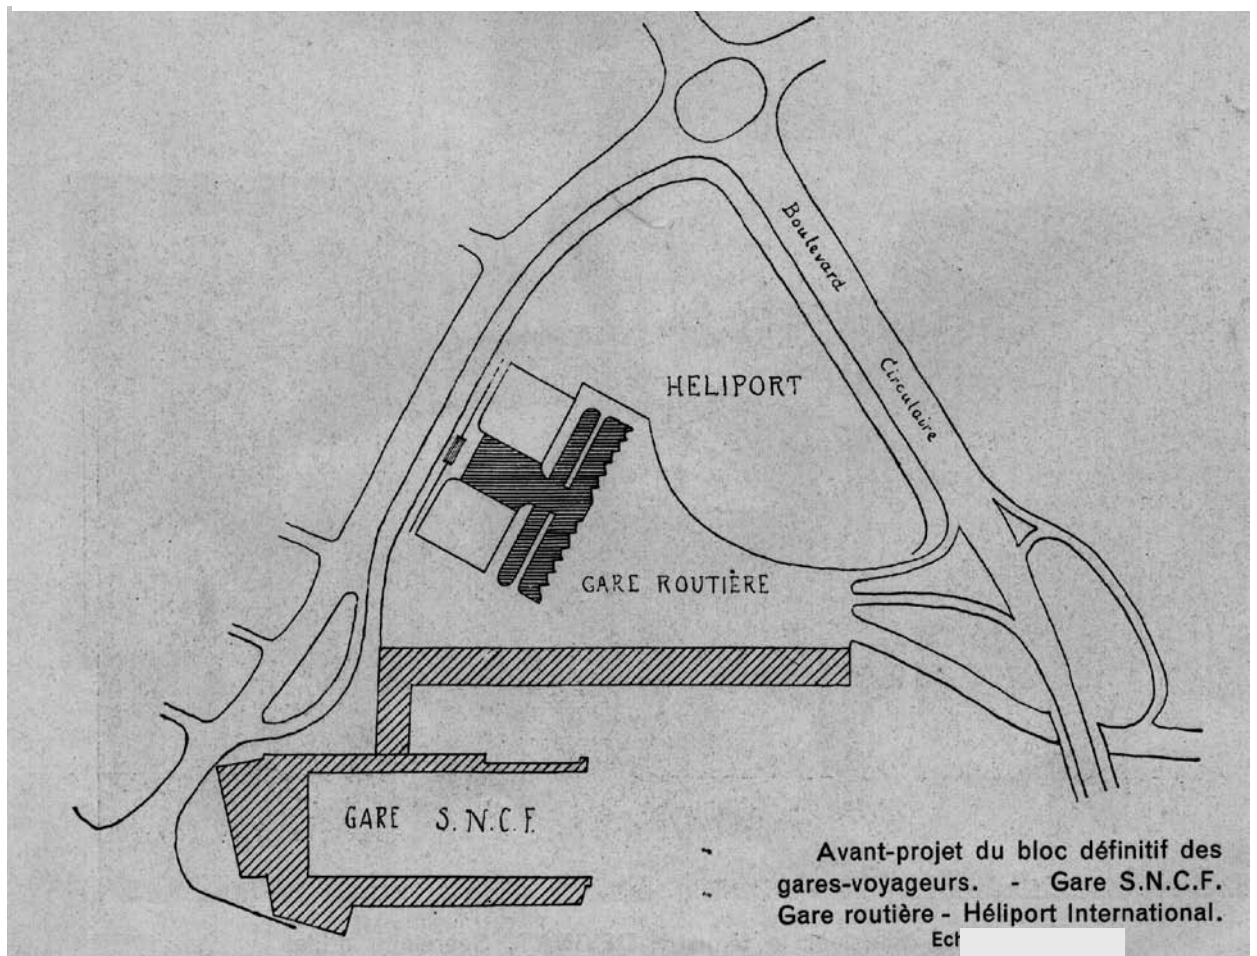 Boulevard
Circulaire
HELIPORT
GARE ROUTIÈRE
GARE S.N.C.F.
Avant-projet du bloc définitif des
gares-voyageurs. - Gare S.N.C.F.
Gare routière - Héliport International.